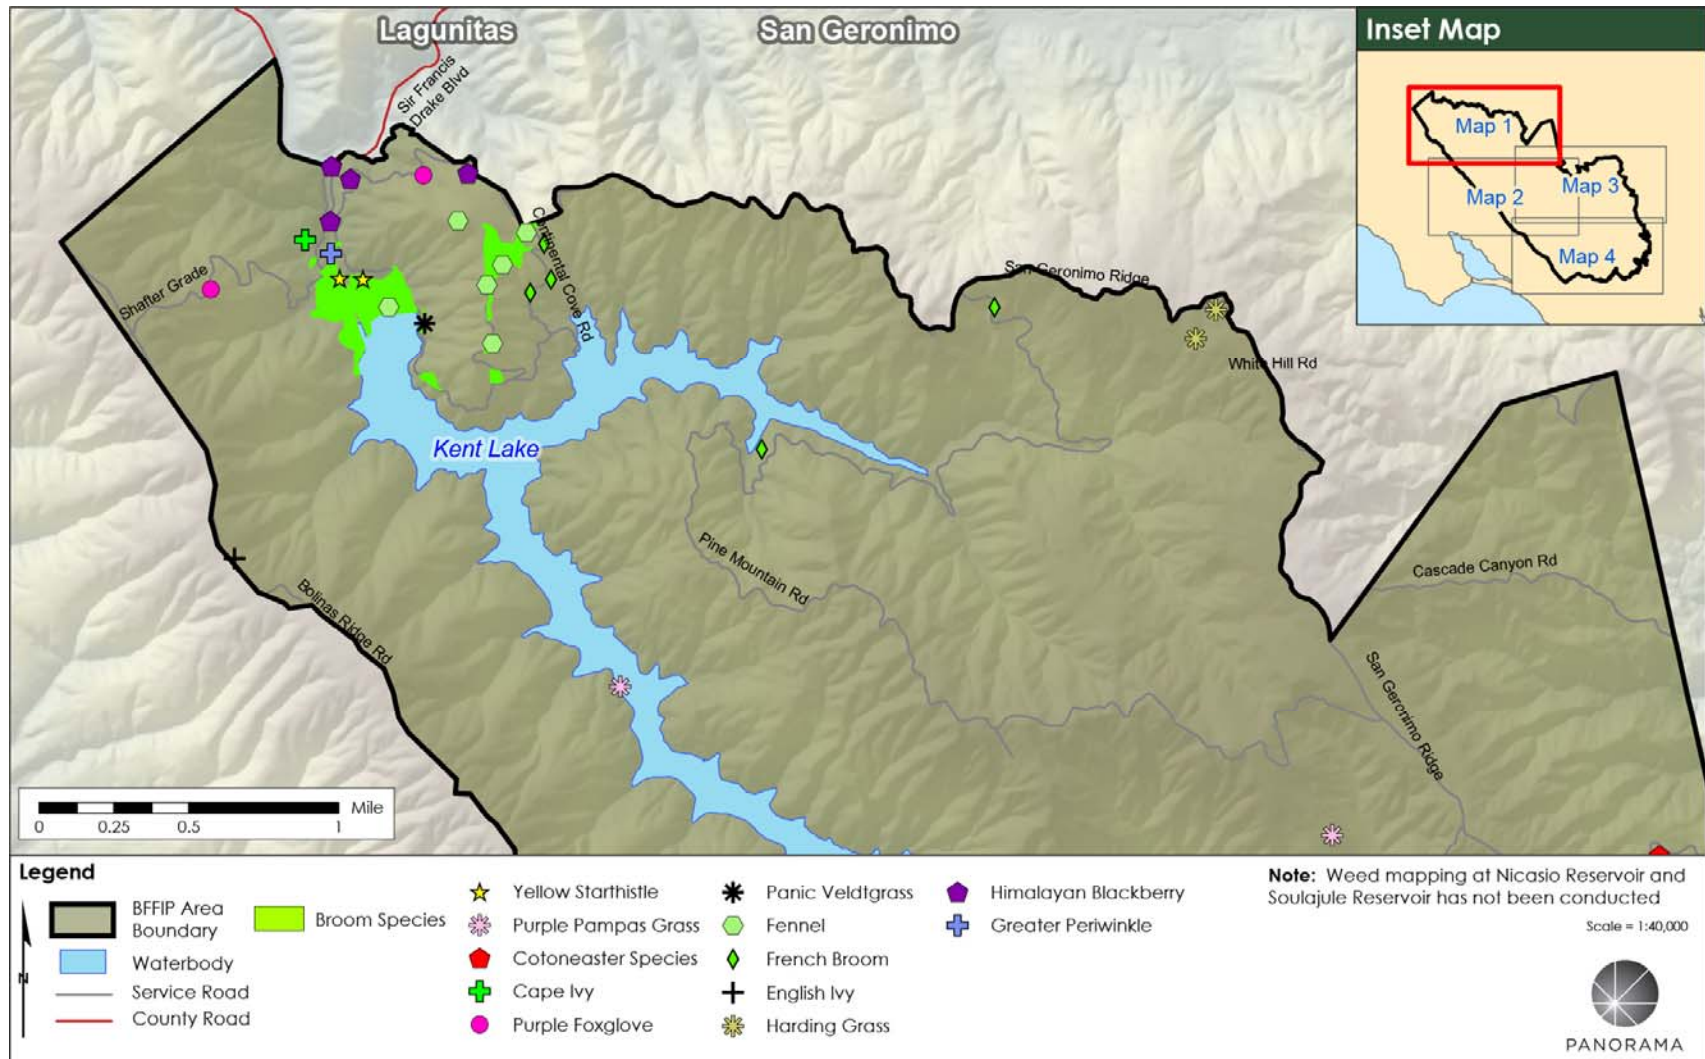 Lagunitas
San Geronimo
Sir Francis
Drake Blvd
Continental Cove Rd
Shafter Grade
San Geronimo Ridge
White Hill Rd
Kent Lake
Pine Mountain Rd
Bolinas Ridge Rd
Cascade Canyon Rd
San Geronimo Ridge
Inset Map
Map 1
Map 2
Map 3
Map 4
Mile
0 0.25 0.5 1
Legend
N
BFFIP Area
Boundary
Waterbody
Service Road
County Road
Broom Species
Yellow Starthistle
Purple Pampas Grass
Cotoneaster Species
Cape Ivy
Purple Foxglove
Panic Veldtgrass
Fennel
French Broom
English Ivy
Harding Grass
Himalayan Blackberry
Greater Periwinkle
Note: Weed mapping at Nicasio Reservoir and
Soulajule Reservoir has not been conducted
Scale = 1:40,000
PANORAMA